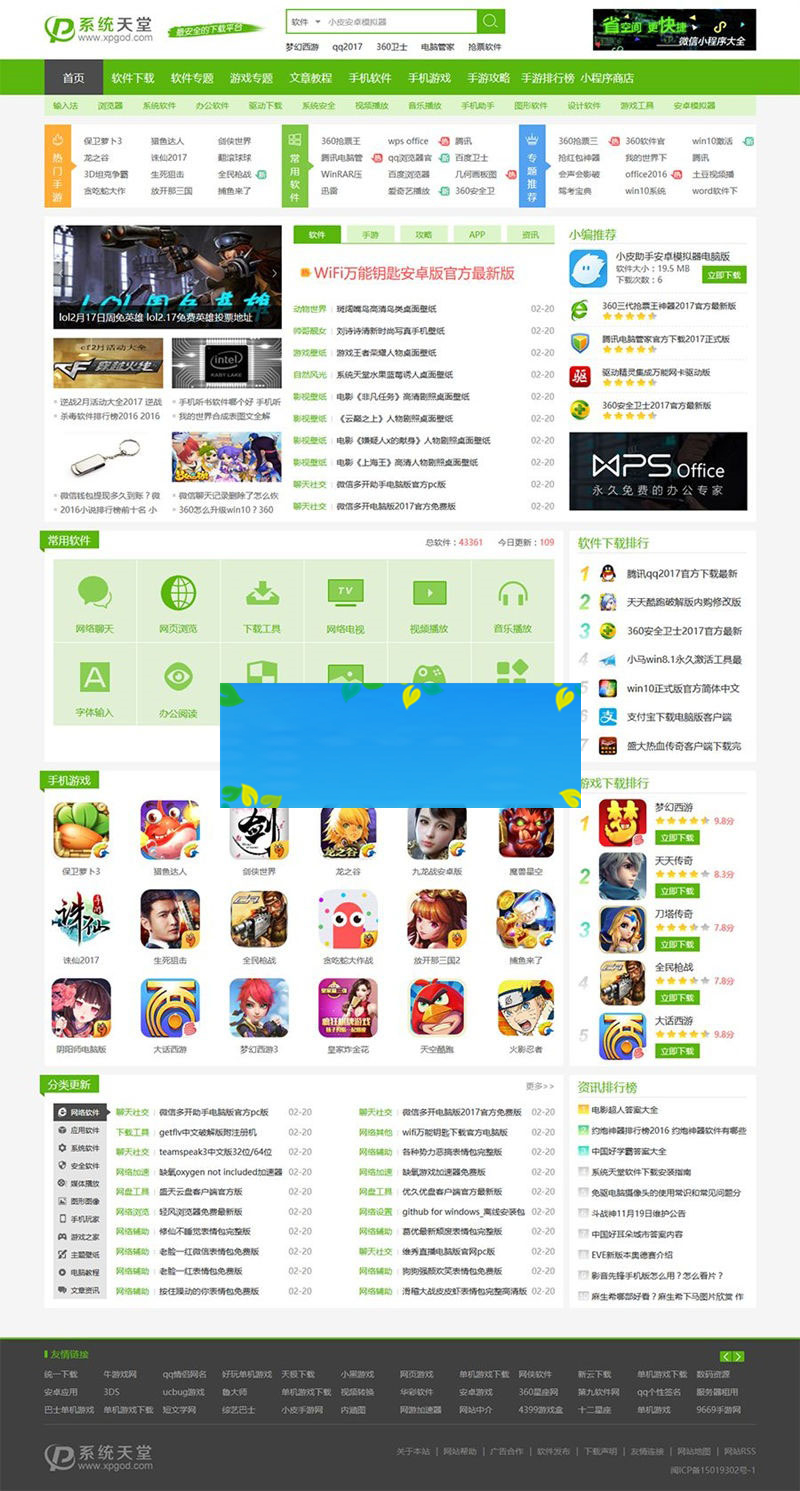 系统天堂
www.xpgod.com
最安全的下载平台
软件 小皮安卓模拟器
梦幻西游 qq2017 360卫士 电脑管家 抢票软件
省空间 更快捷
微信小程序大全
首页 软件下载 软件专题 游戏专题 文章教程 手机软件 手机游戏 手游攻略 手游排行榜 小程序商店
输入法 浏览器 系统软件 办公软件 驱动下载 系统安全 视频播放 音乐播放 手机助手 图形软件 设计软件 游戏工具 安卓模拟器
热门手游
保卫萝卜3 猎鱼达人 剑侠世界
龙之谷 诛仙2017 翻滚球球
3D坦克争霸 生死狙击 全民枪战
贪吃蛇大作 放开那三国 捕鱼来了
常用软件
360抢票王 wps office 腾讯
腾讯电脑管 qq浏览器官 百度卫士
WinRAR压 百度浏览器 几何画板图
迅雷 爱奇艺播放 360安全卫
专题推荐
360抢票三 360软件官 win10激活
抢红包神器 我的世界下 腾讯
会声会影破 office2016 土豆视频播
驾考宝典 win10系统 word软件下
lol2月17日周免英雄 lol2.17免费英雄投票地址
cf2月活动大全
穿越火线
intel
KABY LAKE
逆战2月活动大全2017 逆战
手机听书软件哪个好 手机听
杀毒软件排行榜2016 2016
我的世界合成表图文全解
微信钱包提现多久到账？微
微信聊天记录删除了怎么恢
2016小说排行榜前十名 小
360怎么升级win10？360
软件 手游 攻略 APP 资讯
WiFi万能钥匙安卓版官方最新版
动物世界 斑阔嘴鸟高清鸟类桌面壁纸 02-20
帅哥靓女 刘诗诗清新时尚写真手机壁纸 02-20
游戏壁纸 游戏王者荣耀人物桌面壁纸 02-20
自然风光 系统天堂水果蓝莓诱人桌面壁纸 02-20
影视壁纸 电影《非凡任务》高清剧照桌面壁纸 02-20
影视壁纸 《云巅之上》人物剧照桌面壁纸 02-20
影视壁纸 电影《嫌疑人x的献身》人物剧照桌面壁纸 02-20
影视壁纸 电影《上海王》高清人物剧照桌面壁纸 02-20
聊天社交 微信多开助手电脑版官方pc版 02-20
聊天社交 微信多开电脑版2017官方免费版 02-20
小编推荐
小皮助手安卓模拟器电脑版
软件大小：19.5 MB
下载次数：6
立即下载
360三代抢票王神器2017官方最新版
腾讯电脑管家官方下载2017正式版
驱动精灵集成万能网卡驱动版
360安全卫士2017官方最新版
WPS Office
永久免费的办公专家
常用软件
总软件：43361 今日更新：109
网络聊天 网页浏览 下载工具 网络电视 视频播放 音乐播放
字体输入 办公阅读
软件下载排行
1 腾讯qq2017官方下载最新
2 天天酷跑破解版内购修改版
3 360安全卫士2017官方最新
4 小马win8.1永久激活工具最
5 win10正式版官方简体中文
6 支付宝下载电脑版客户端
7 盛大热血传奇客户端下载完
手机游戏
保卫萝卜3 猎鱼达人 剑侠世界 龙之谷 九龙战安卓版 魔兽星空
诛仙2017 生死狙击 全民枪战 贪吃蛇大作战 放开那三国2 捕鱼来了
阴阳师电脑版 大话西游 梦幻西游3 皇家炸金花 天空酷跑 火影忍者
游戏下载排行
1 梦幻西游 9.8分 立即下载
2 天天传奇 8.3分 立即下载
3 刀塔传奇 7.8分 立即下载
4 全民枪战 7.8分 立即下载
5 大话西游 9.8分 立即下载
分类更新
更多>>
网络软件
应用软件
系统软件
安全软件
媒体播放
图形图像
手机玩家
游戏之家
主题壁纸
电脑教程
文章资讯
聊天社交 微信多开助手电脑版官方pc版 02-20
下载工具 getflv中文破解版附注册机 02-20
聊天社交 teamspeak3中文版32位/64位 02-20
网络加速 缺氧oxygen not included加速器 02-20
网盘工具 盛天云盘客户端官方版 02-20
网络浏览 轻风浏览器免费最新版 02-20
网络辅助 修仙不睡觉表情包完整版 02-20
网络辅助 老脸一红微信表情包免费版 02-20
网络辅助 老脸一红表情包免费版 02-20
网络辅助 按住躁动的你表情包免费版 02-20
聊天社交 微信多开电脑版2017官方免费版 02-20
网络其他 wifi万能钥匙下载官方电脑版 02-20
网络辅助 各种势力恶搞表情包完整版 02-20
网络加速 缺氧游戏加速器免费版 02-20
网盘工具 优久优盘客户端官方最新版 02-20
网络设置 github for windows_离线安装包 02-20
网络辅助 葛优最新颓废表情包完整版 02-20
聊天社交 维秀直播电脑版官网pc版 02-20
网络辅助 狗狗强颜欢笑表情包免费版 02-20
网络辅助 滑稽大战皮皮虾表情包完整高清版 02-20
资讯排行榜
1 电影超人答案大全
2 约炮神器排行榜2016 约炮神器软件有哪些
3 中国好学霸答案大全
4 系统天堂软件下载安装指南
5 免驱电脑摄像头的使用常识和常见问题分
6 斗战神11月19日维护公告
7 中国好耳朵城市答案内容
8 EVE新版本奥德赛介绍
9 影音先锋手机版怎么用？怎么看片？
10 麻生希哪部好看？麻生希下马图片欣赏 作
友情链接
统一下载 牛游戏网 qq情侣网名 好玩单机游戏 天极下载 小黑游戏 网页游戏 单机游戏下载 网侠软件 新云下载 单机游戏下载 数码资源
安卓应用 3DS ucbug游戏 鲁大师 单机游戏下载 视频转换 华彩软件 安卓游戏 360星座网 第九软件网 qq个性签名 服务器租用
巴士单机游戏 单机游戏下载 短文学网 综艺巴士 小皮手游网 内涵图 网游加速器 网站中介 4399游戏盒 十二星座 单机游戏 9669手游网
系统天堂
www.xpgod.com
关于本站 | 网站帮助 | 广告合作 | 软件发布 | 下载声明 | 友情连接 | 网站地图 | 网站RSS
闽ICP备15019302号-1